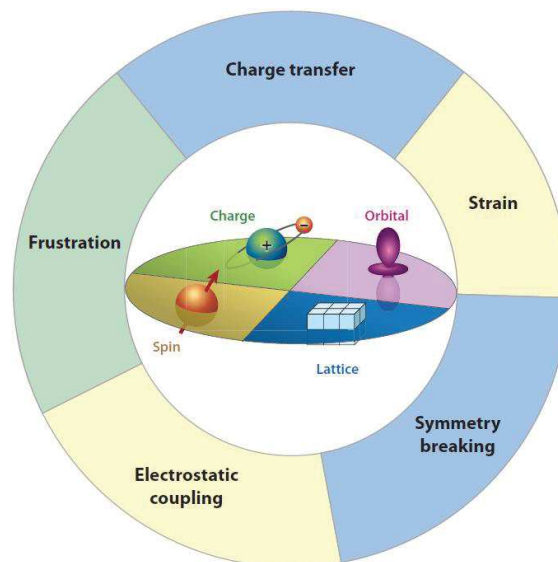 Charge transfer
Strain
Charge
Orbital
Frustration
+
−
Spin
Lattice
Symmetry
breaking
Electrostatic
coupling